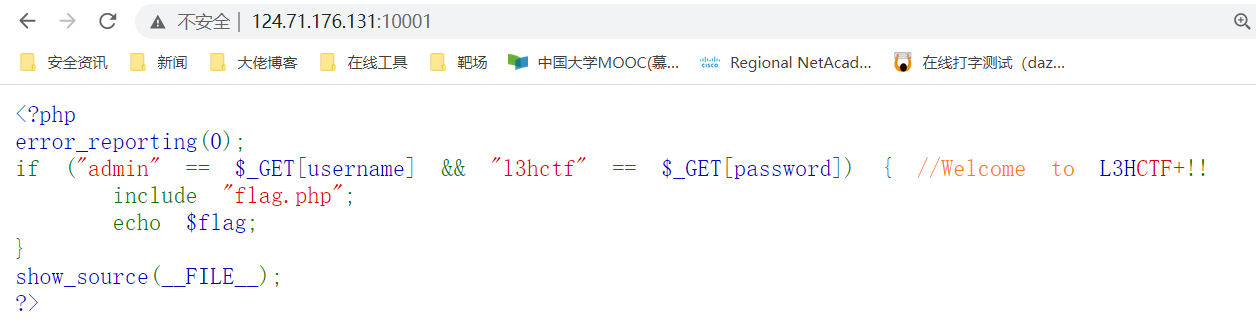 不安全 | 124.71.176.131:10001
安全资讯 新闻 大佬博客 在线工具 靶场 中国大学MOOC(慕... CISCO Regional NetAcad... 在线打字测试（daz...
<?php
error_reporting(0);
if ("admin" == $_GET[username] && "l3hctf" == $_GET[password]) { //Welcome to L3HCTF+!!
include "flag.php";
echo $flag;
}
show_source(__FILE__);
?>